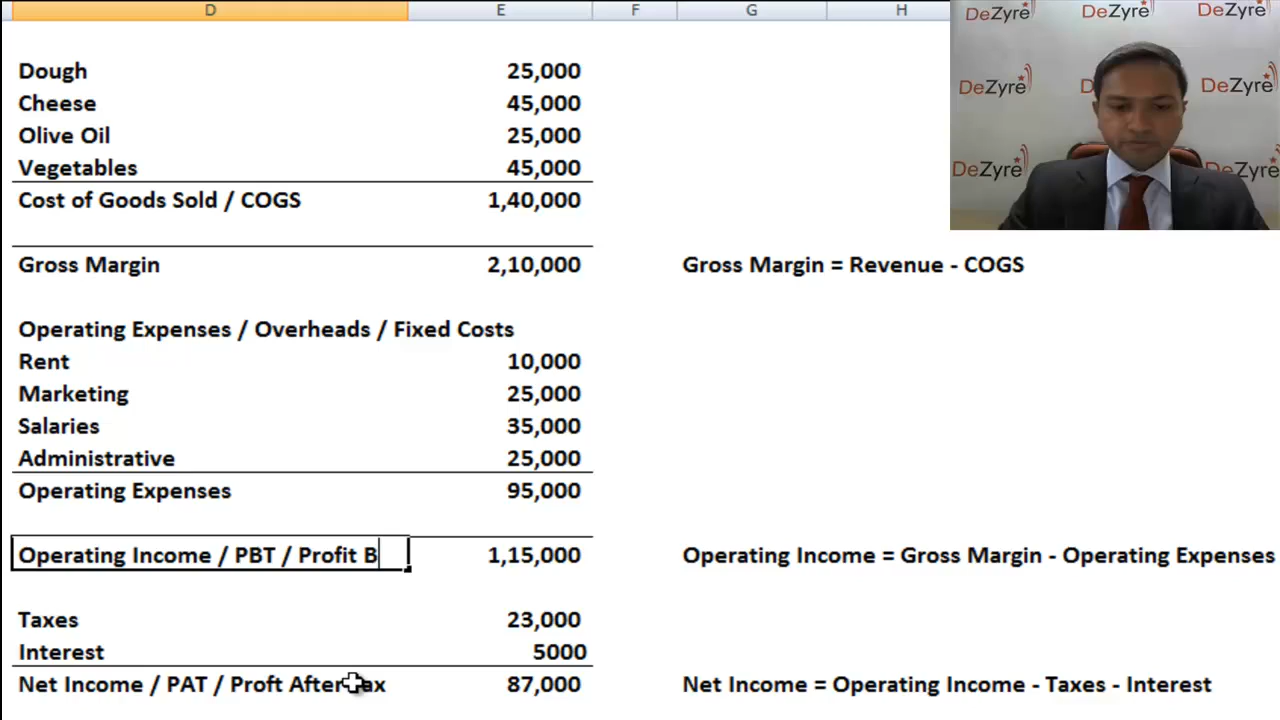 D E F G H
DeZyre DeZyre DeZyre
Dough 25,000
Cheese 45,000
DeZyre DeZyre
Olive Oil 25,000
Vegetables 45,000
DeZyre DeZyre
Cost of Goods Sold / COGS 1,40,000
Gross Margin 2,10,000 Gross Margin = Revenue - COGS
Operating Expenses / Overheads / Fixed Costs
Rent 10,000
Marketing 25,000
Salaries 35,000
Administrative 25,000
Operating Expenses 95,000
Operating Income / PBT / Profit B 1,15,000 Operating Income = Gross Margin - Operating Expenses
Taxes 23,000
Interest 5000
Net Income / PAT / Proft After Tax 87,000 Net Income = Operating Income - Taxes - Interest